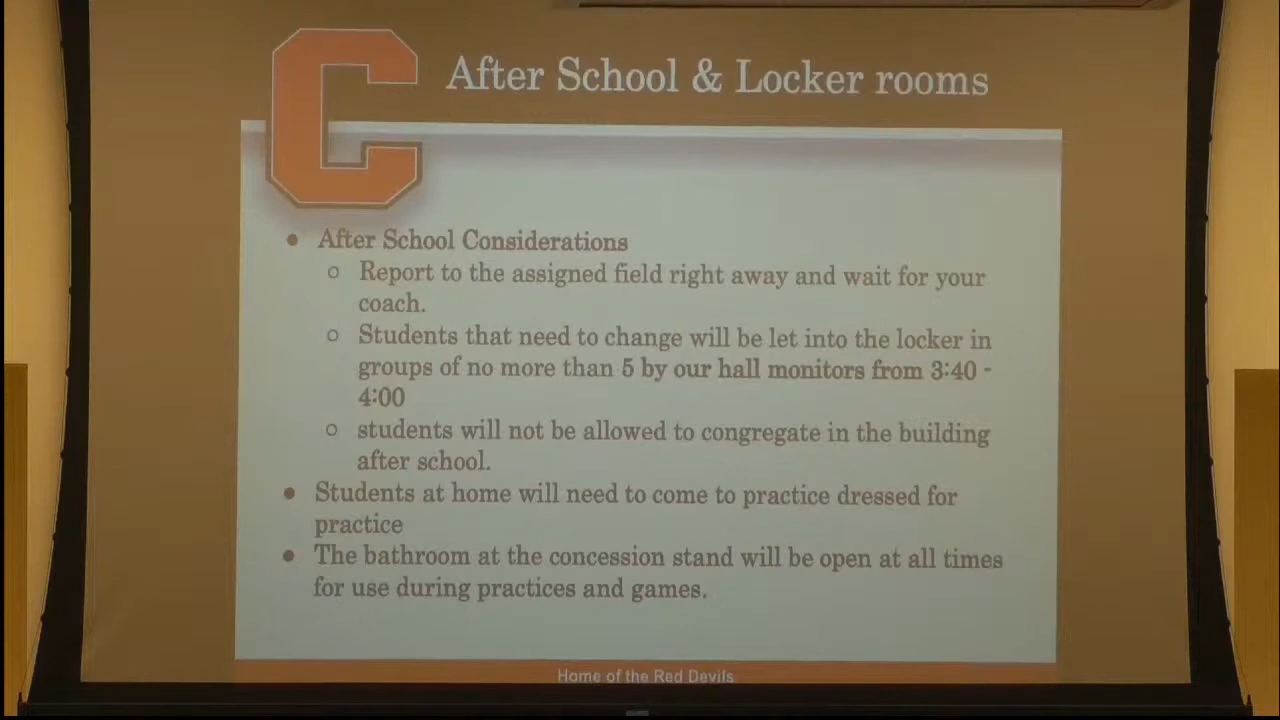 C
After School & Locker rooms
● After School Considerations
○ Report to the assigned field right away and wait for your
coach.
○ Students that need to change will be let into the locker in
groups of no more than 5 by our hall monitors from 3:40 -
4:00
○ students will not be allowed to congregate in the building
after school.
● Students at home will need to come to practice dressed for
practice
● The bathroom at the concession stand will be open at all times
for use during practices and games.
Home of the Red Devils